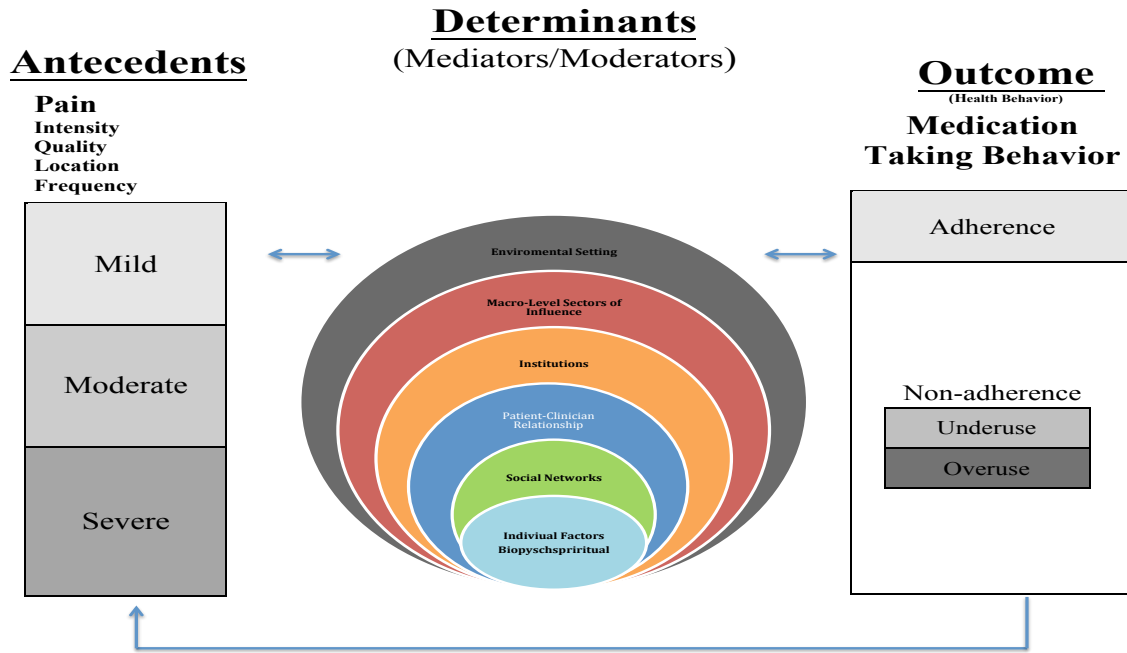 Antecedents
Pain
Intensity
Quality
Location
Frequency
Mild
Moderate
Severe
Determinants
(Mediators/Moderators)
Enviromental Setting
Macro-Level Sectors of
Influence
Institutions
Patient-Clinician
Relationship
Social Networks
Indiviual Factors
Biopyschspriritual
Outcome
(Health Behavior)
Medication
Taking Behavior
Adherence
Non-adherence
Underuse
Overuse